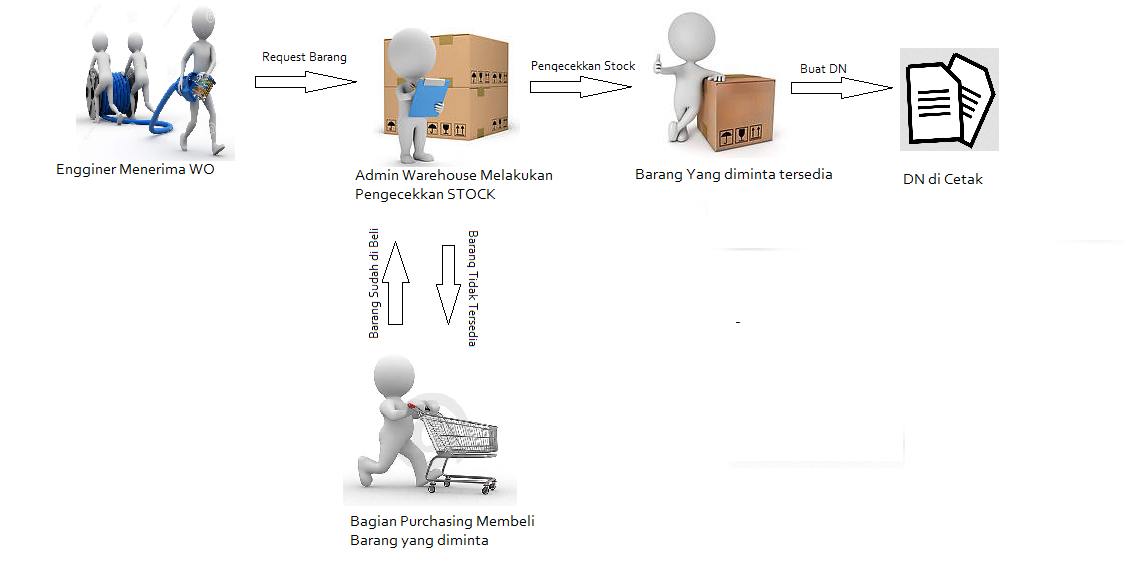 Request Barang
Pengecekkan Stock
Buat DN
Engginer Menerima WO
Admin Warehouse Melakukan
Pengecekkan STOCK
Barang Yang diminta tersedia
DN di Cetak
Barang Sudah di Beli
Barang Tidak Tersedia
Bagian Purchasing Membeli
Barang yang diminta